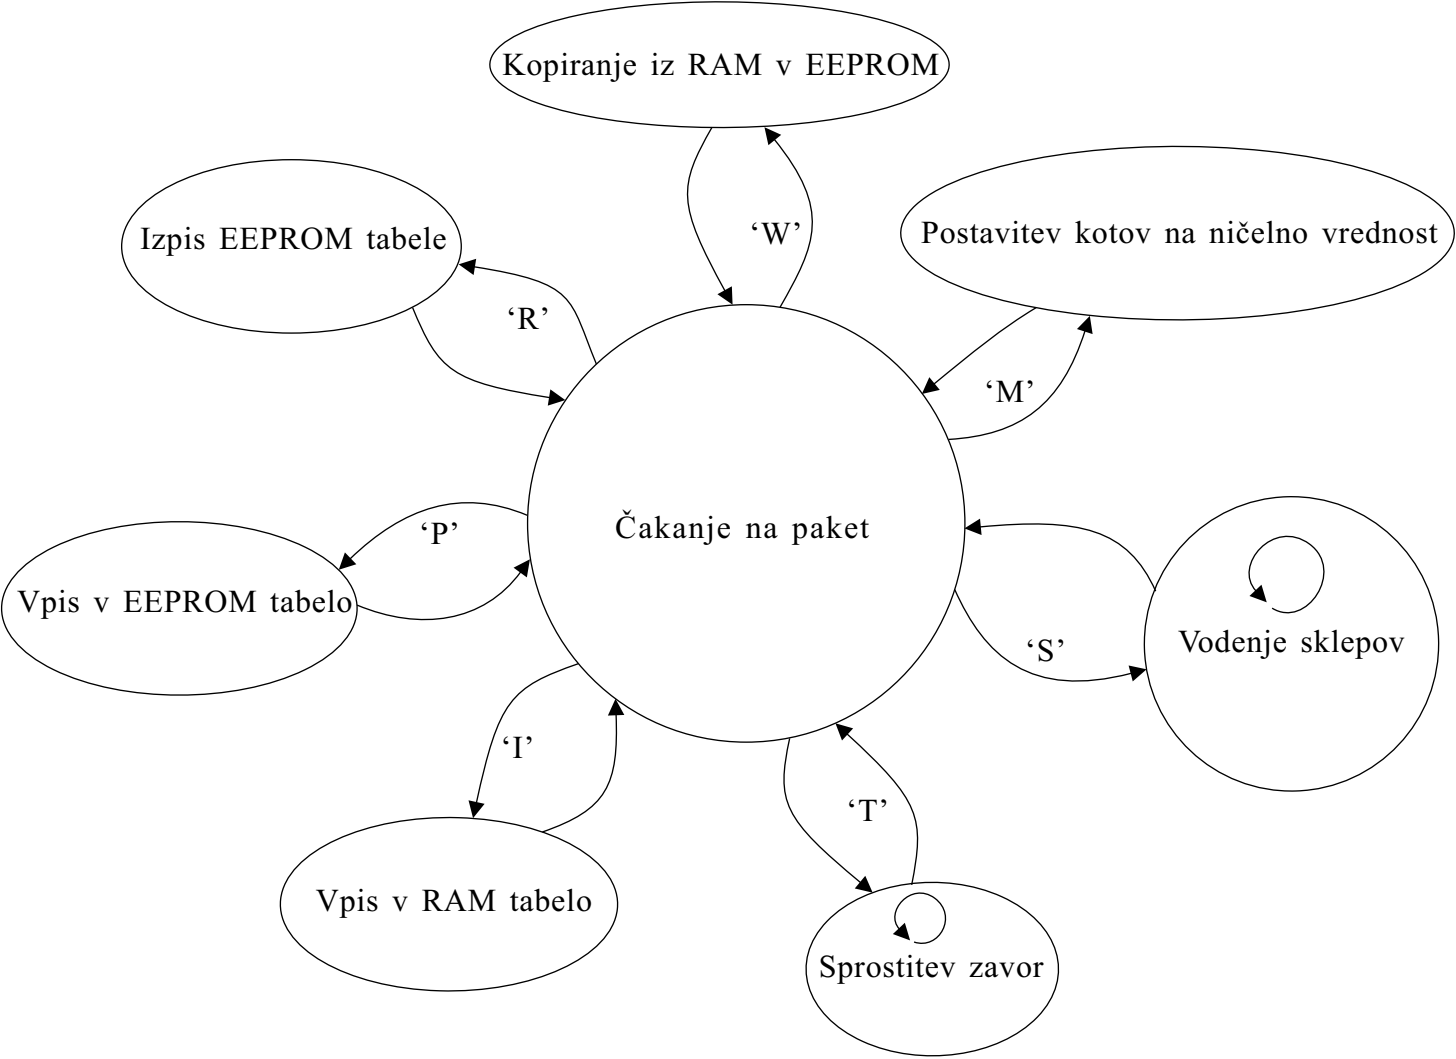 Kopiranje iz RAM v EEPROM
Postavitev kotov na ničelno vrednost
Izpis EEPROM tabele
‘W’
‘R’
‘M’
Čakanje na paket
‘P’
Vpis v EEPROM tabelo
Vodenje sklepov
‘S’
‘I’
‘T’
Vpis v RAM tabelo
Sprostitev zavor